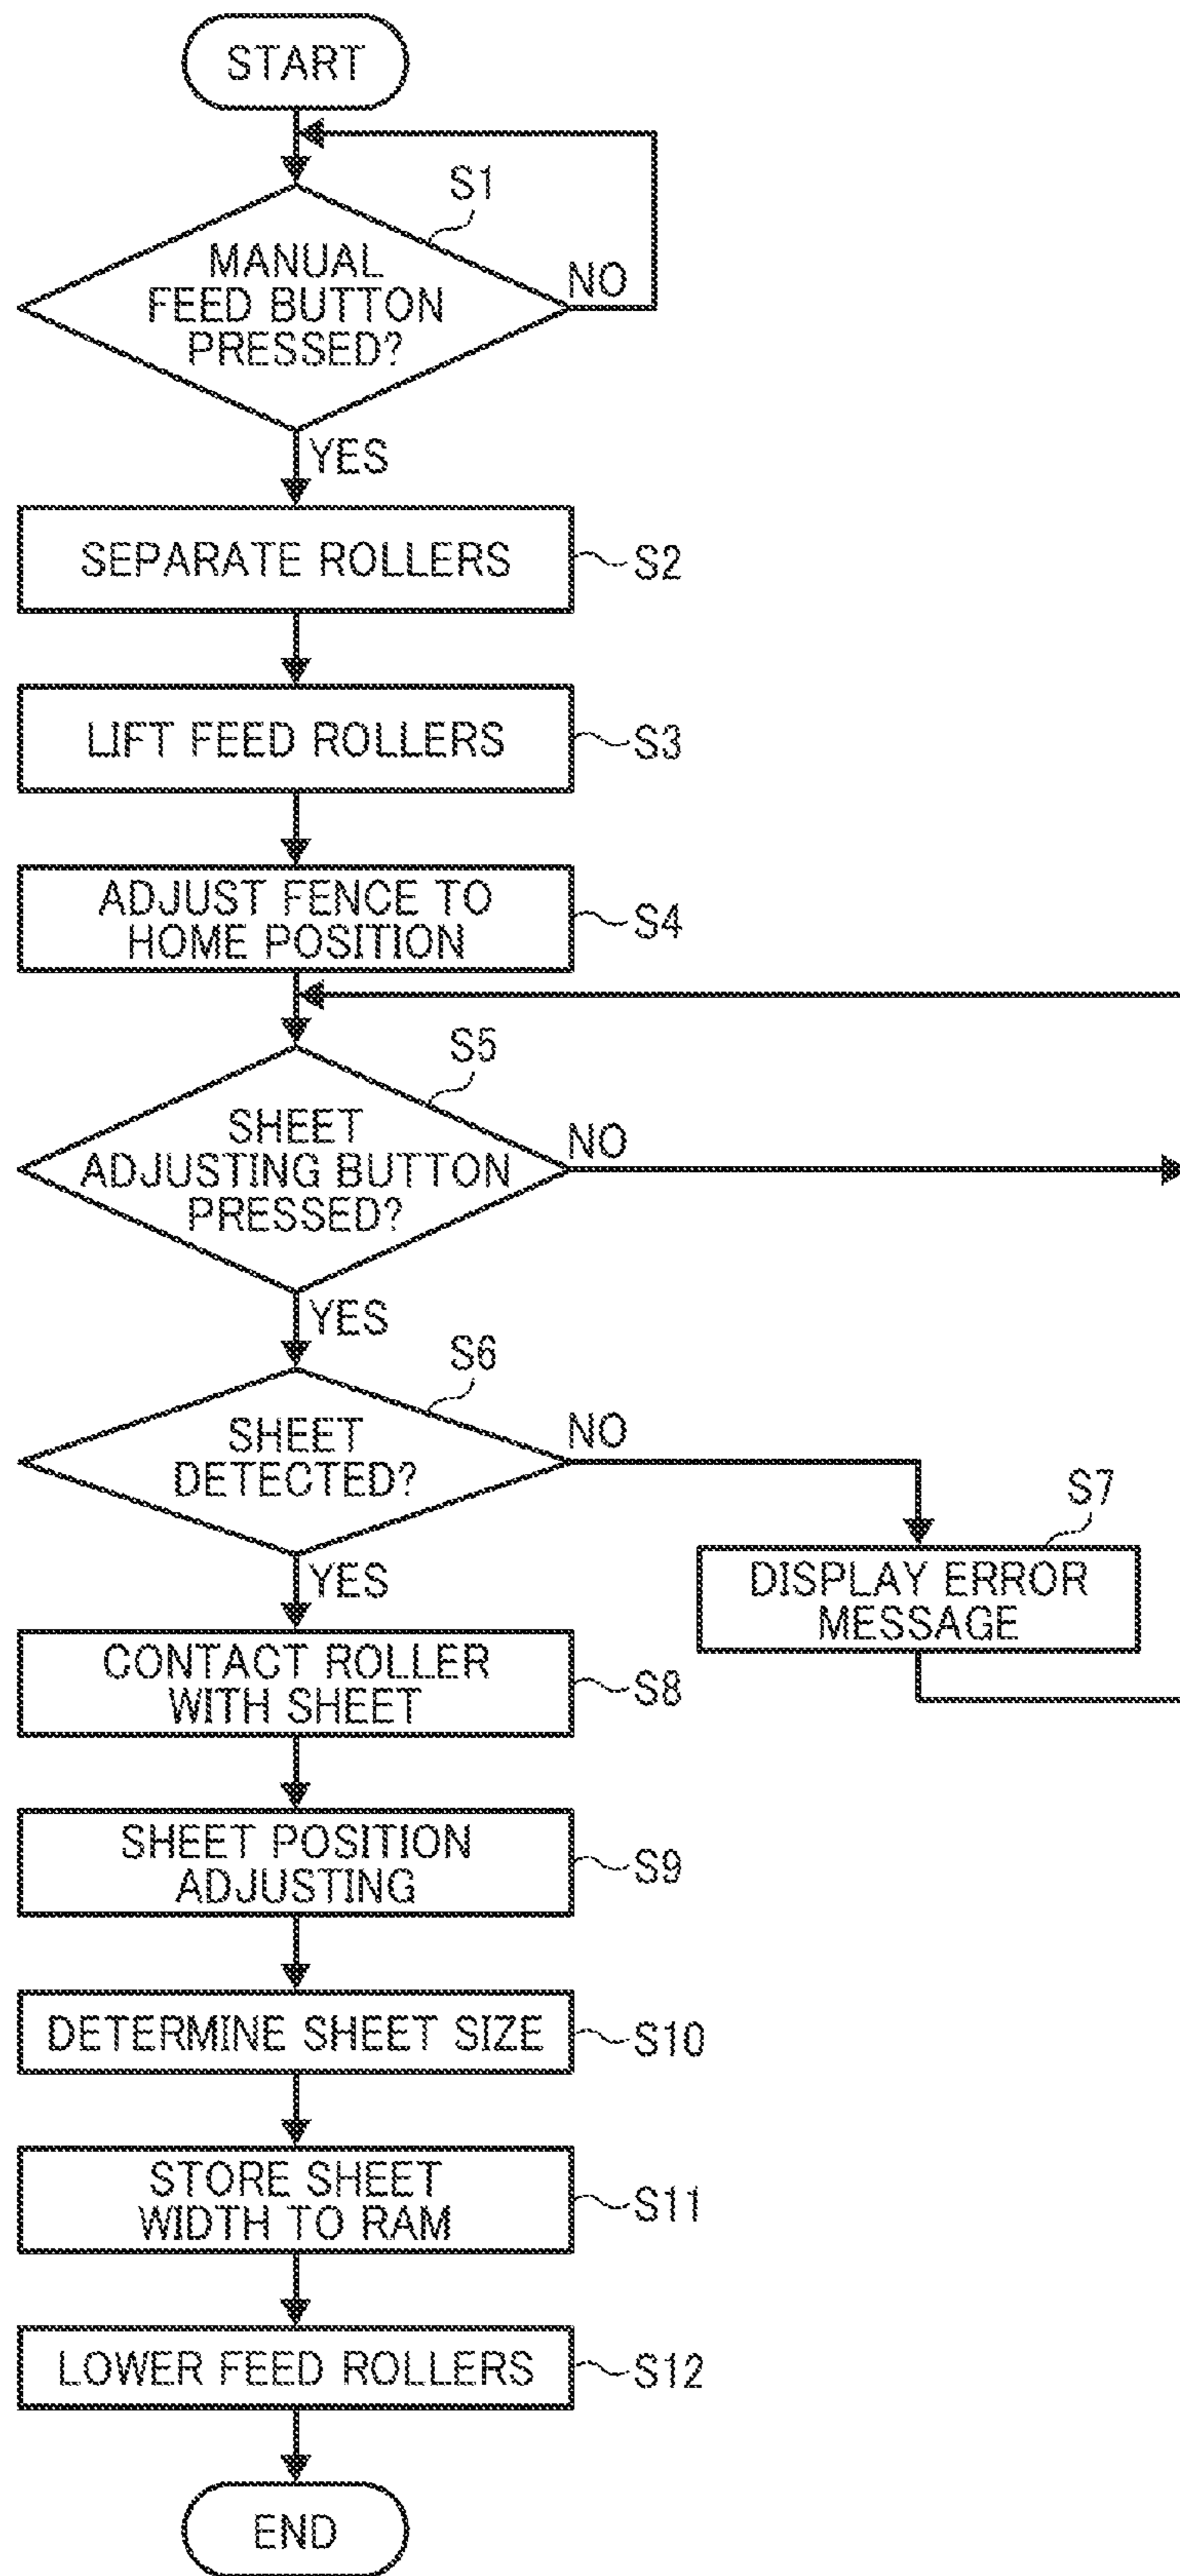 START
S1
MANUAL
FEED BUTTON
PRESSED?
NO
YES
SEPARATE ROLLERS
S2
LIFT FEED ROLLERS
S3
ADJUST FENCE TO
HOME POSITION
S4
S5
SHEET
ADJUSTING BUTTON
PRESSED?
NO
YES
S6
SHEET
DETECTED?
NO
YES
S7
DISPLAY ERROR
MESSAGE
CONTACT ROLLER
WITH SHEET
S8
SHEET POSITION
ADJUSTING
S9
DETERMINE SHEET SIZE
S10
STORE SHEET
WIDTH TO RAM
S11
LOWER FEED ROLLERS
S12
END